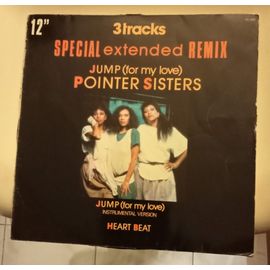 12"
3 tracks
SPECIAL extended REMIX
JUMP (for my love)
POINTER SISTERS
JUMP (for my love)
INSTRUMENTAL VERSION
HEART BEAT